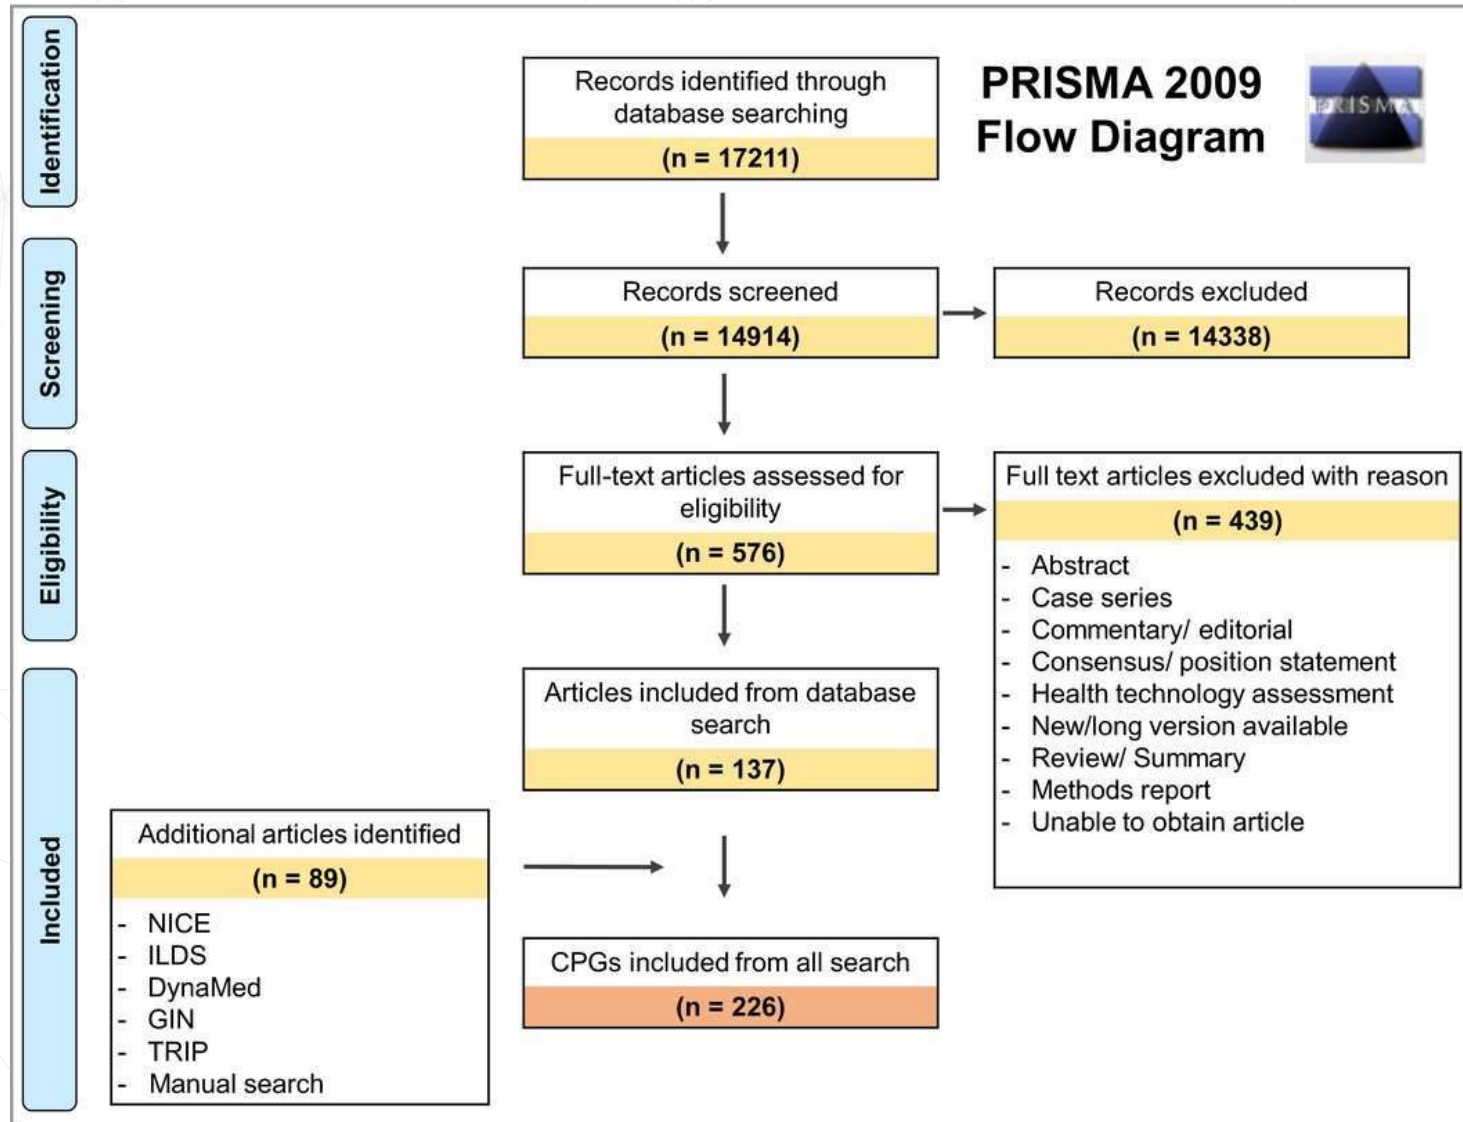 Identification
Records identified through
database searching
(n = 17211)
PRISMA 2009
Flow Diagram
PRISMA
Screening
Records screened
(n = 14914)
Records excluded
(n = 14338)
Eligibility
Full-text articles assessed for
eligibility
(n = 576)
Full text articles excluded with reason
(n = 439)
- Abstract
- Case series
- Commentary/ editorial
- Consensus/ position statement
- Health technology assessment
- New/long version available
- Review/ Summary
- Methods report
- Unable to obtain article
Included
Articles included from database
search
(n = 137)
Additional articles identified
(n = 89)
- NICE
- ILDS
- DynaMed
- GIN
- TRIP
- Manual search
CPGs included from all search
(n = 226)